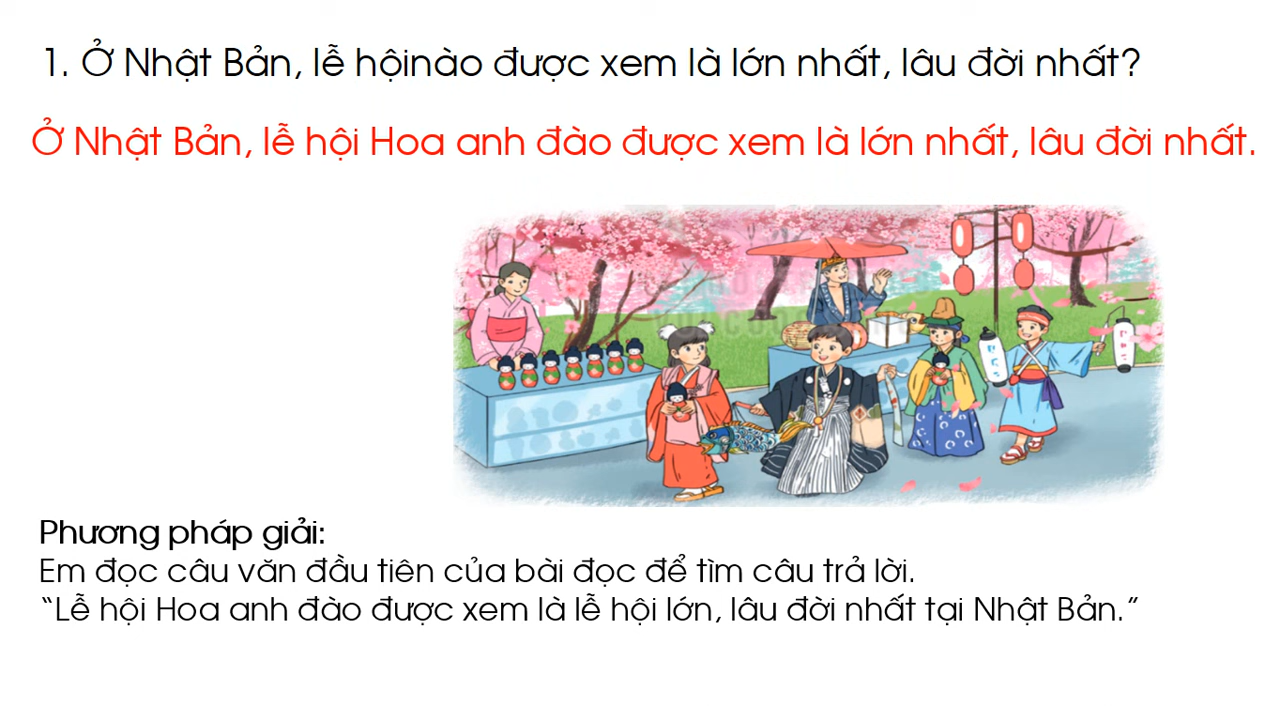 1. Ở Nhật Bản, lễ hộinào được xem là lớn nhất, lâu đời nhất?
Ở Nhật Bản, lễ hội Hoa anh đào được xem là lớn nhất, lâu đời nhất.
Phương pháp giải:
Em đọc câu văn đầu tiên của bài đọc để tìm câu trả lời.
“Lễ hội Hoa anh đào được xem là lễ hội lớn, lâu đời nhất tại Nhật Bản.”